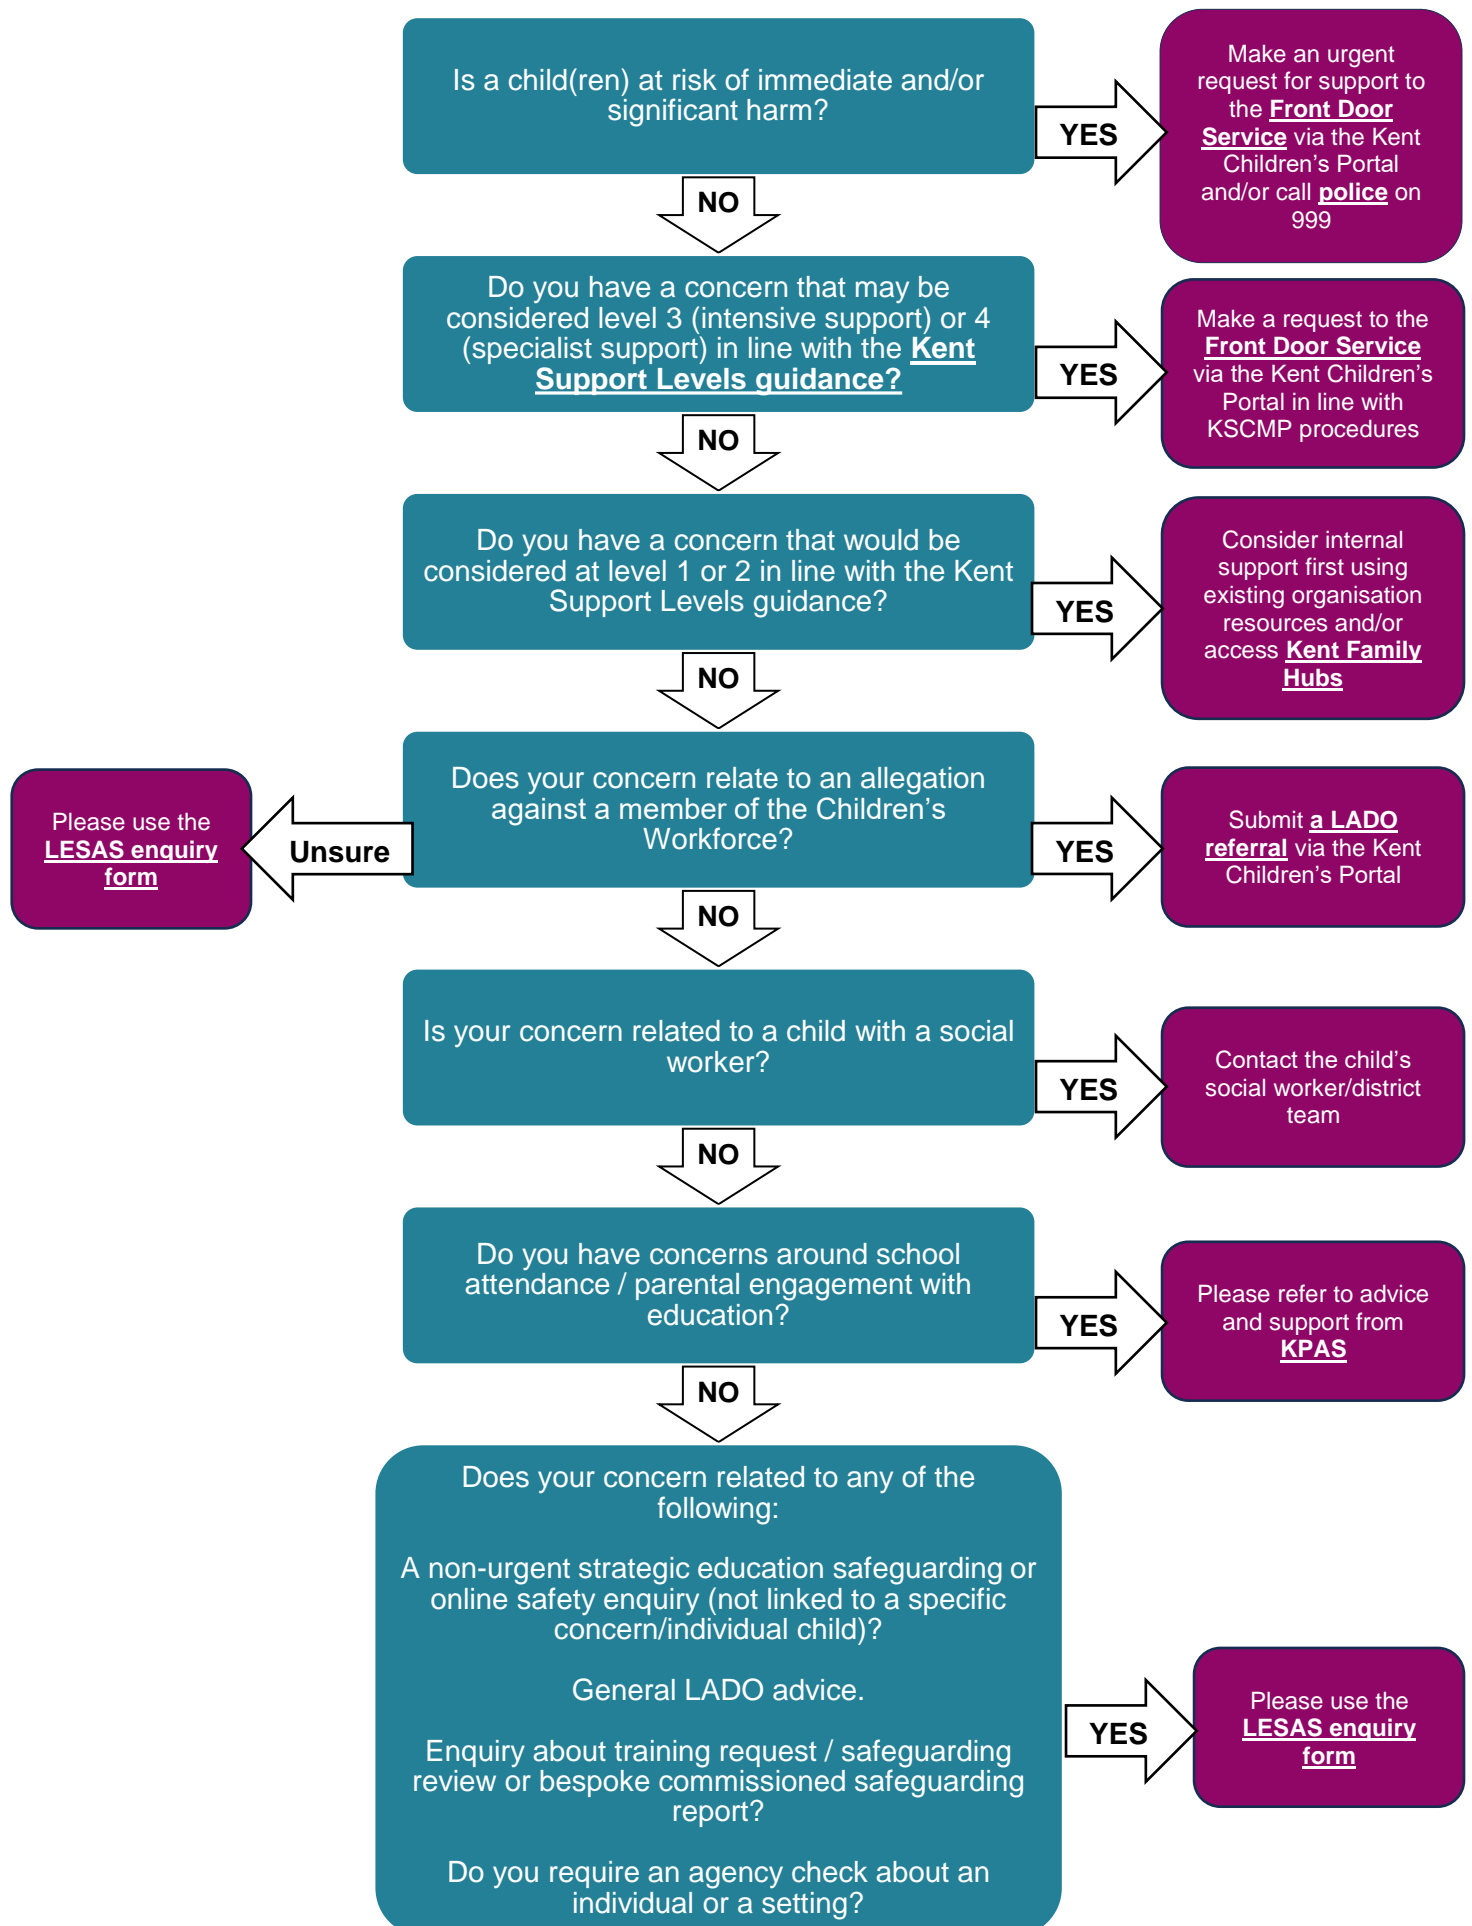 Is a child(ren) at risk of immediate and/or
significant harm?
YES
Make an urgent
request for support to
the Front Door
Service via the Kent
Children’s Portal
and/or call police on
999
NO
Do you have a concern that may be
considered level 3 (intensive support) or 4
(specialist support) in line with the Kent
Support Levels guidance?
YES
Make a request to the
Front Door Service
via the Kent Children’s
Portal in line with
KSCMP procedures
NO
Do you have a concern that would be
considered at level 1 or 2 in line with the Kent
Support Levels guidance?
YES
Consider internal
support first using
existing organisation
resources and/or
access Kent Family
Hubs
NO
Does your concern relate to an allegation
against a member of the Children’s
Workforce?
Unsure
Please use the
LESAS enquiry
form
YES
Submit a LADO
referral via the Kent
Children’s Portal
NO
Is your concern related to a child with a social
worker?
YES
Contact the child’s
social worker/district
team
NO
Do you have concerns around school
attendance / parental engagement with
education?
YES
Please refer to advice
and support from
KPAS
NO
Does your concern related to any of the
following:
A non-urgent strategic education safeguarding or
online safety enquiry (not linked to a specific
concern/individual child)?
General LADO advice.
Enquiry about training request / safeguarding
review or bespoke commissioned safeguarding
report?
Do you require an agency check about an
individual or a setting?
YES
Please use the
LESAS enquiry
form